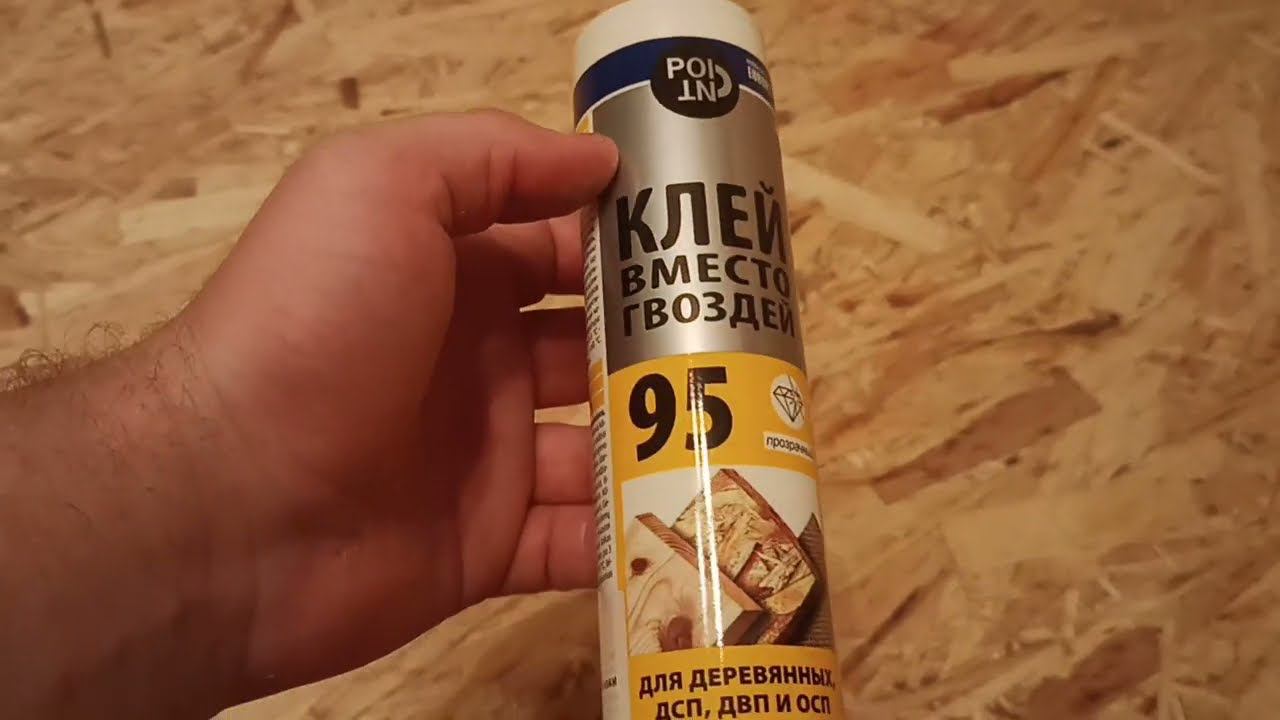 POINT
КЛЕЙ
ВМЕСТО
ГВОЗДЕЙ
95
ДЛЯ ДЕРЕВЯННЫХ,
ДСП, ДВП И ОСП